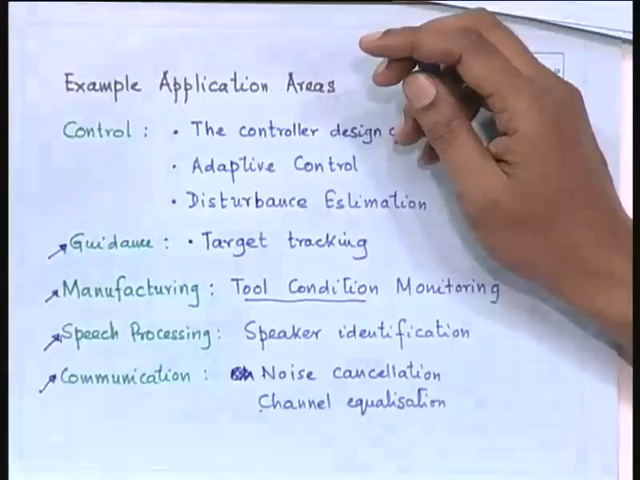 Example Application Areas
Control : • The controller design
• Adaptive Control
• Disturbance Estimation
Guidance : • Target tracking
Manufacturing : Tool Condition Monitoring
Speech Processing : Speaker identification
Communication : Noise cancellation
Channel equalisation